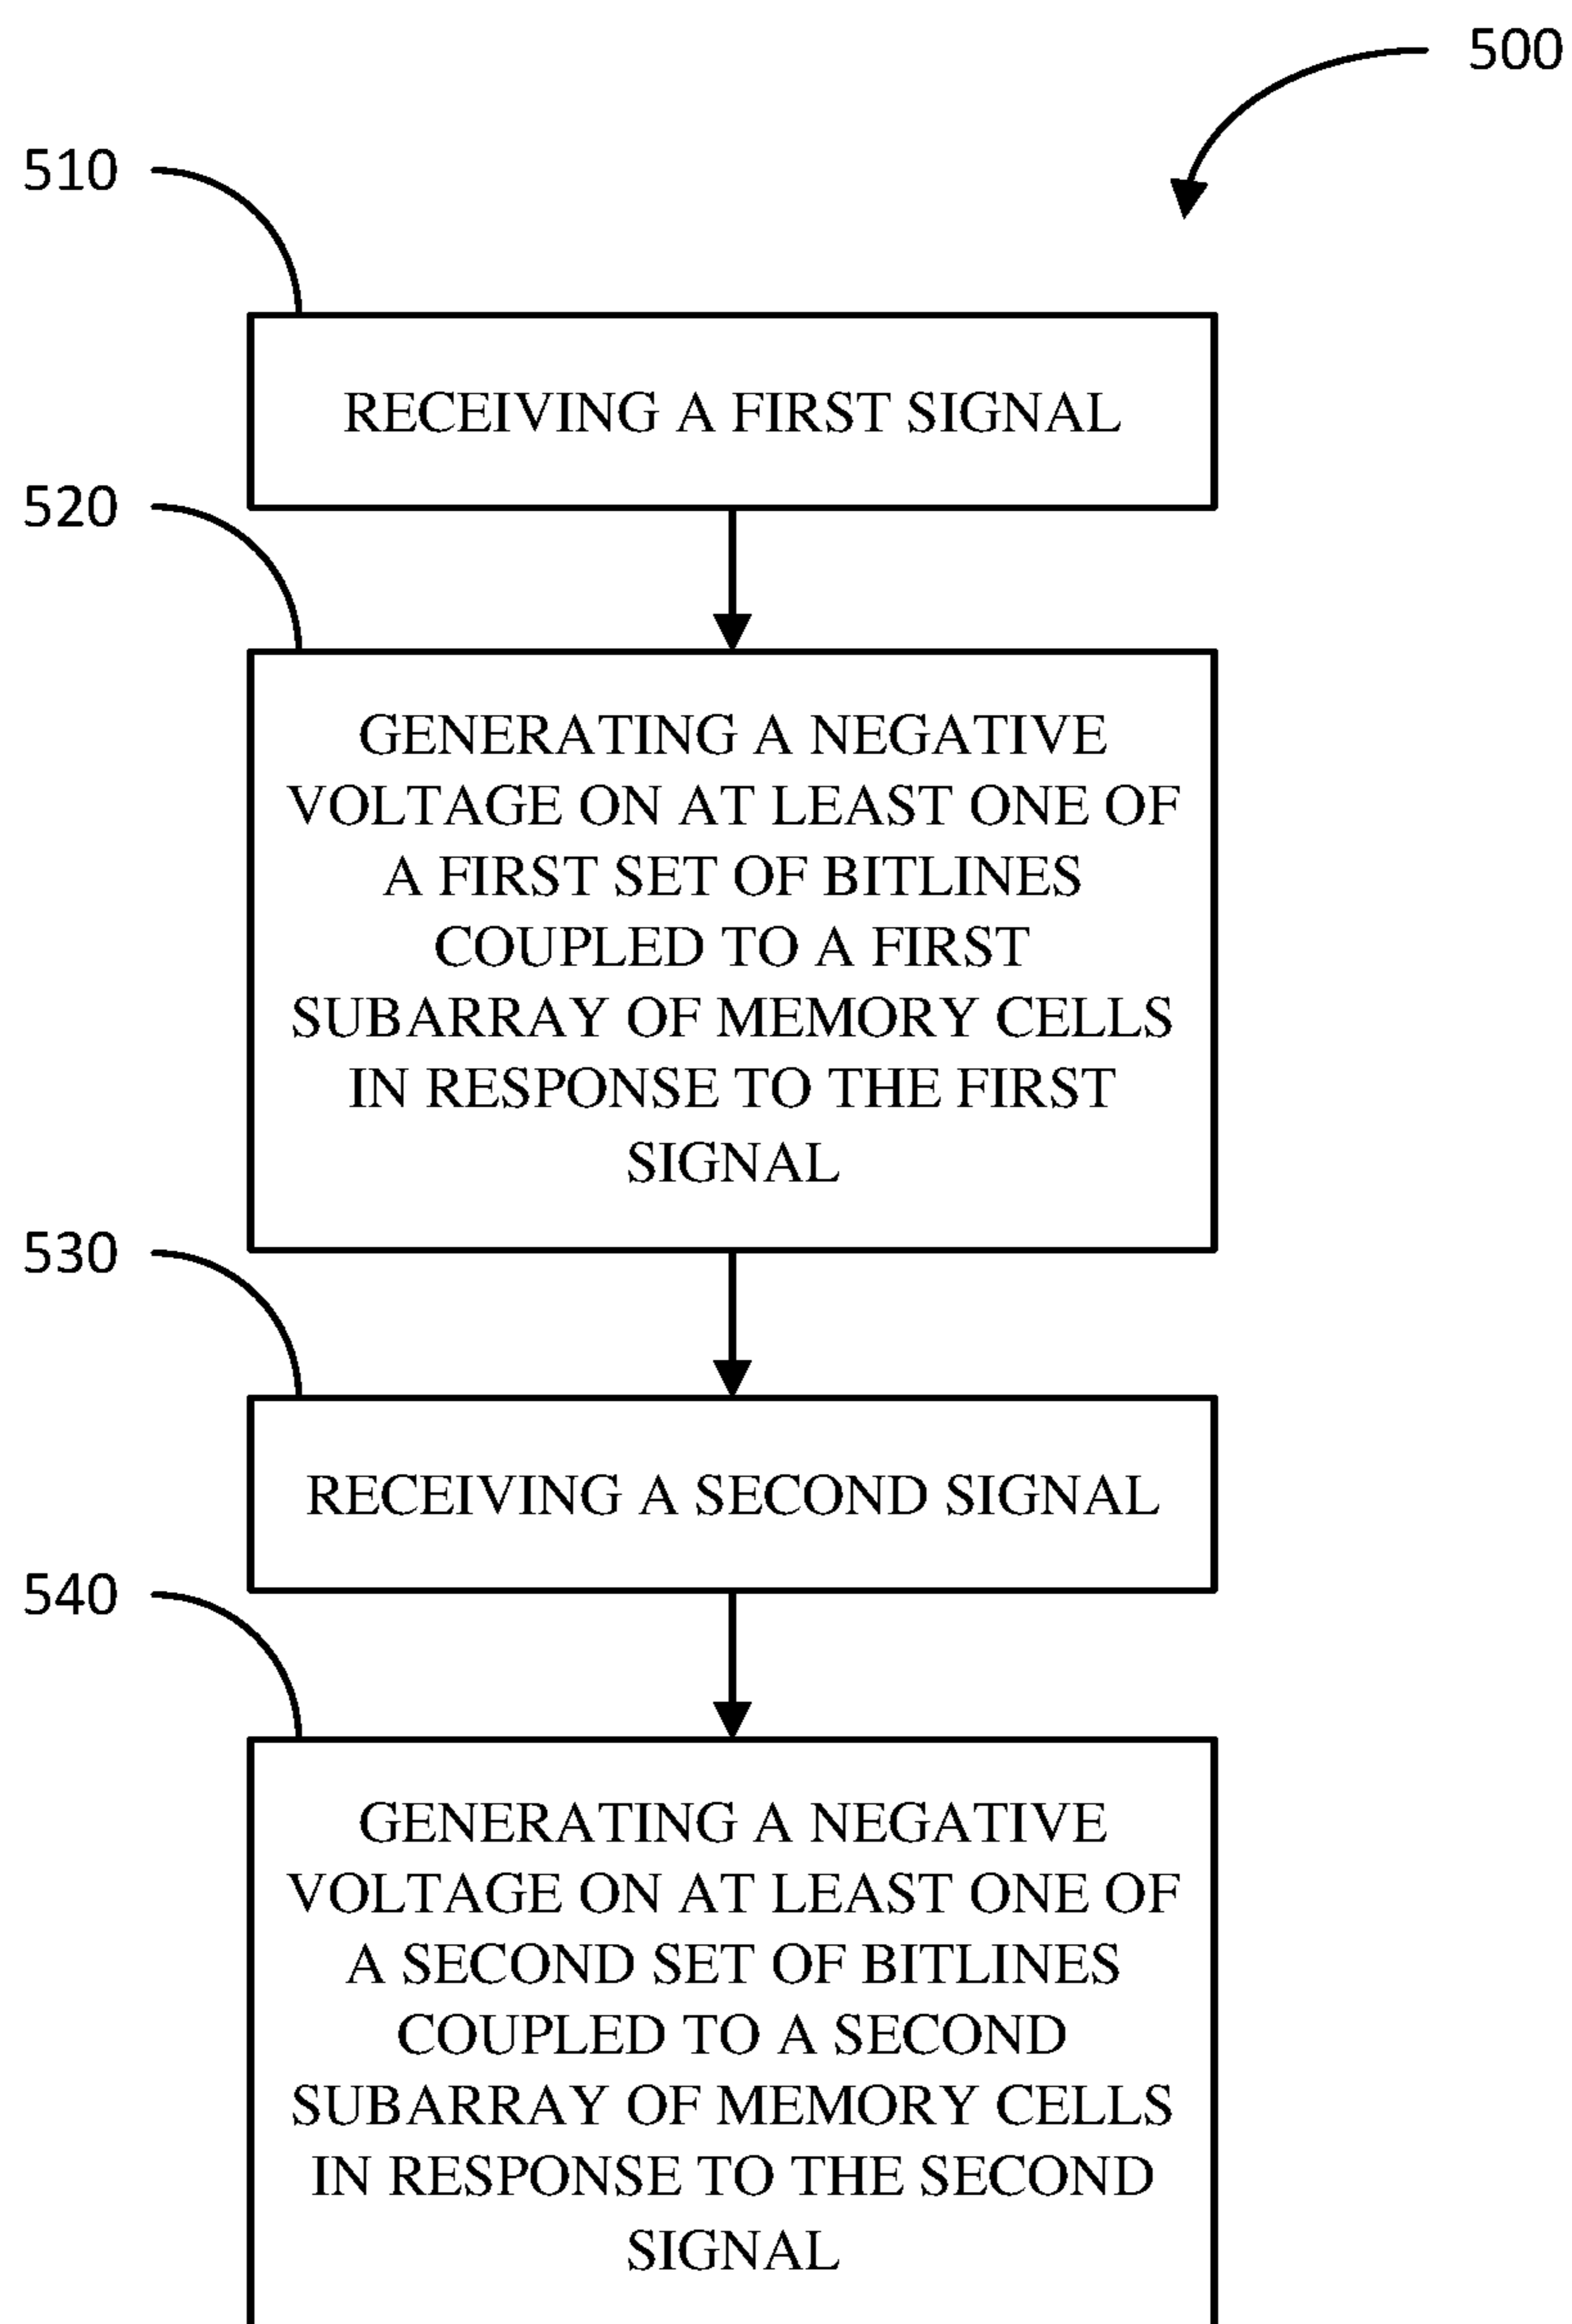 500
510
RECEIVING A FIRST SIGNAL
520
GENERATING A NEGATIVE
VOLTAGE ON AT LEAST ONE OF
A FIRST SET OF BITLINES
COUPLED TO A FIRST
SUBARRAY OF MEMORY CELLS
IN RESPONSE TO THE FIRST
SIGNAL
530
RECEIVING A SECOND SIGNAL
540
GENERATING A NEGATIVE
VOLTAGE ON AT LEAST ONE OF
A SECOND SET OF BITLINES
COUPLED TO A SECOND
SUBARRAY OF MEMORY CELLS
IN RESPONSE TO THE SECOND
SIGNAL